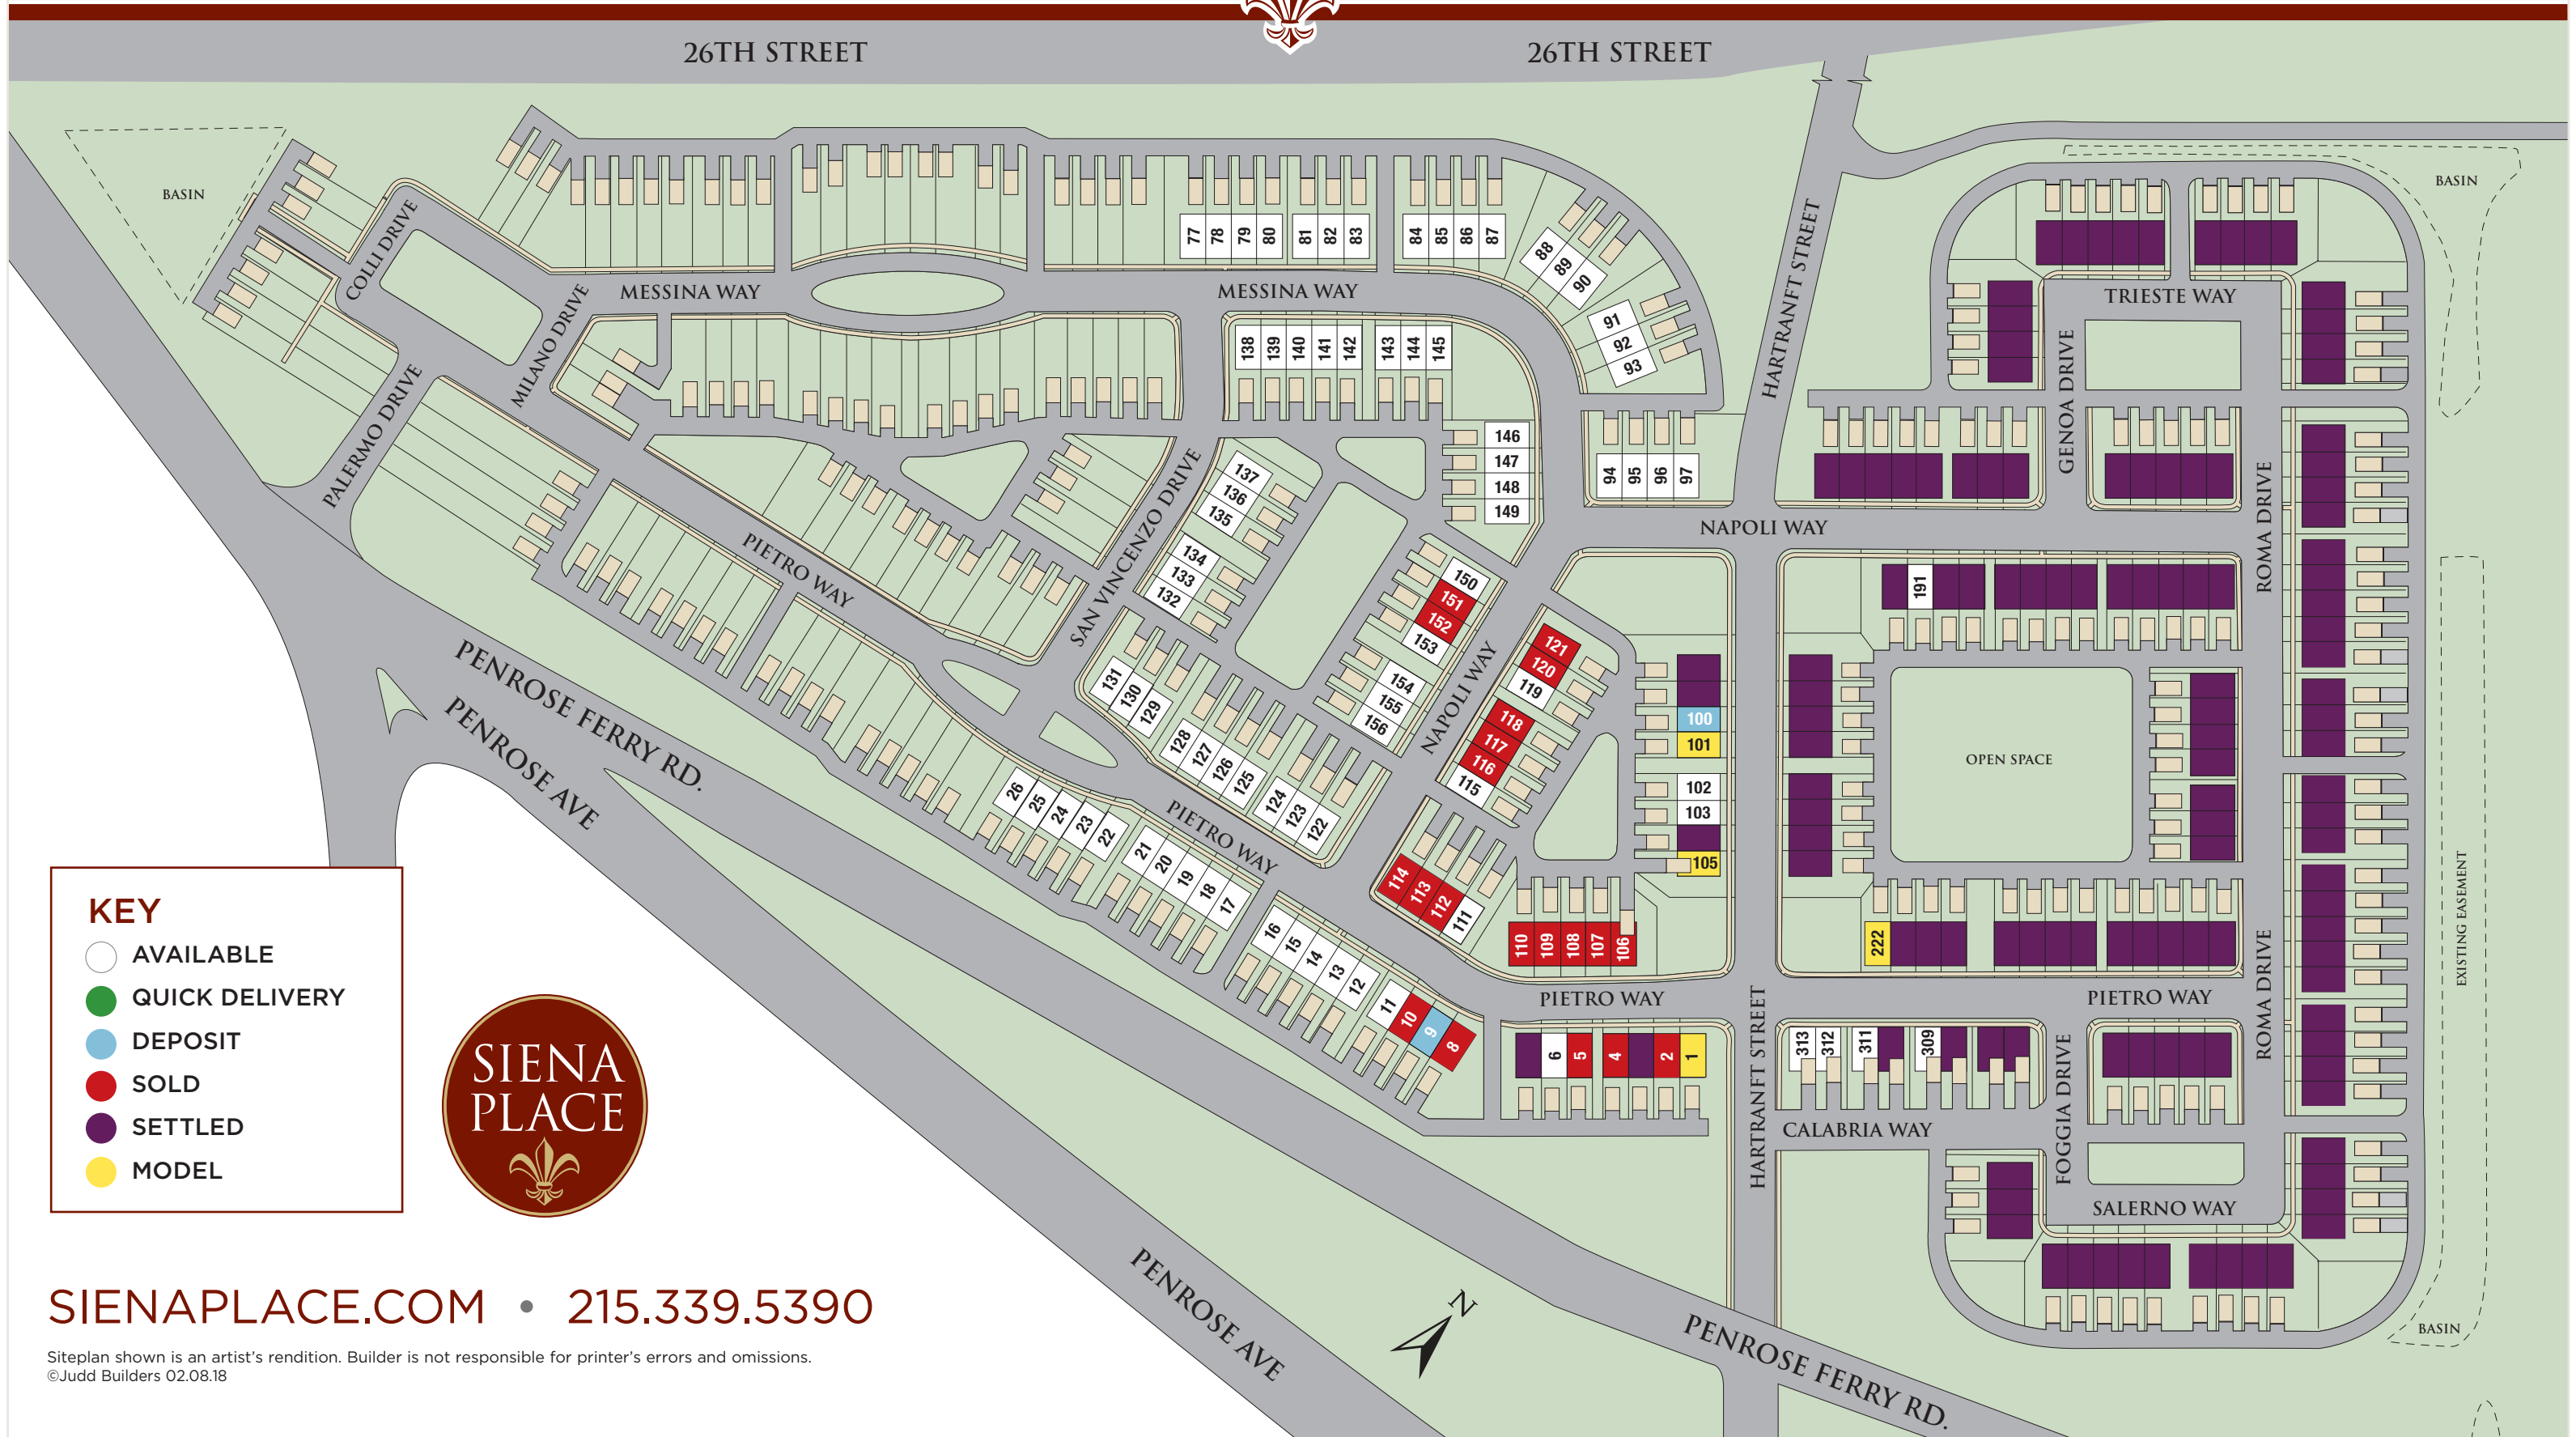 26TH STREET
26TH STREET
BASIN
BASIN
COLLI DRIVE
MESSINA WAY
MESSINA WAY
MILANO DRIVE
PALERMO DRIVE
HARTRANFT STREET
TRIESTE WAY
GENOA DRIVE
ROMA DRIVE
77 78 79 80
81 82 83
84 85 86 87
88 89 90
91
92
93
138 139 140 141 142
143 144 145
146
147
148
149
94 95 96 97
NAPOLI WAY
SAN VINCENZO DRIVE
137
136
135
134
133
132
PIETRO WAY
150
151
152
153
154
155
156
NAPOLI WAY
121
120
119
118
117
116
115
191
100
101
102
103
105
OPEN SPACE
131 130 129
128 127 126 125
124 123 122
PIETRO WAY
26 25 24 23 22
21 20 19 18 17
16 15 14 13 12
11 10 9 8
114 113 112 111
110 109 108 107 106
222
PIETRO WAY
PIETRO WAY
6 5
4 2 1
313 312
311
309
HARTRANFT STREET
CALABRIA WAY
FOGGIA DRIVE
ROMA DRIVE
SALERNO WAY
EXISTING EASEMENT
BASIN
PENROSE FERRY RD.
PENROSE AVE
PENROSE AVE
PENROSE FERRY RD.
N
KEY
AVAILABLE
QUICK DELIVERY
DEPOSIT
SOLD
SETTLED
MODEL
SIENA
PLACE
SIENAPLACE.COM • 215.339.5390
Siteplan shown is an artist's rendition. Builder is not responsible for printer's errors and omissions.
©Judd Builders 02.08.18